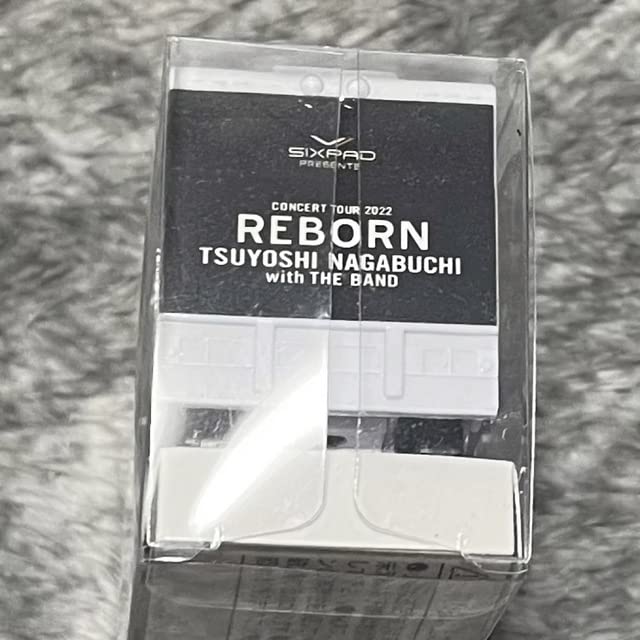 SIXPAD
PRESENTS
CONCERT TOUR 2022
REBORN
TSUYOSHI NAGABUCHI
with THE BAND